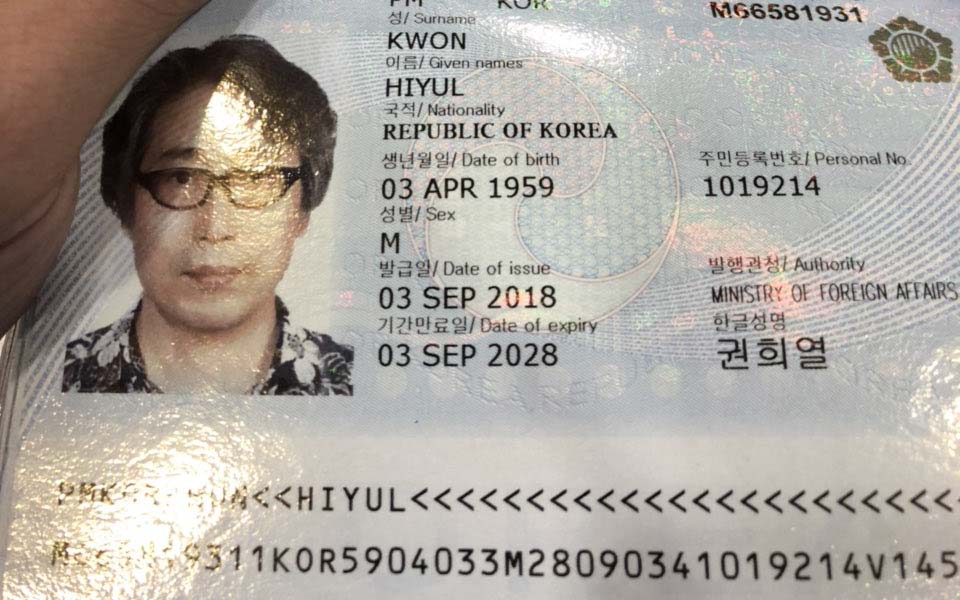 PM KOR M66581931
성/ Surname
KWON
이름/ Given names
HIYUL
국적/ Nationality
REPUBLIC OF KOREA
생년월일/ Date of birth 주민등록번호/ Personal No.
03 APR 1959 1019214
성별/ Sex
M
발급일/ Date of issue 발행관청/ Authority
03 SEP 2018 MINISTRY OF FOREIGN AFFAIRS
기간만료일/ Date of expiry 한글성명
03 SEP 2028 권희열
<<HIYUL<<<<<<<<<<<<<<<<<<<<<<<<
9311KOR5904033M28090341019214V145